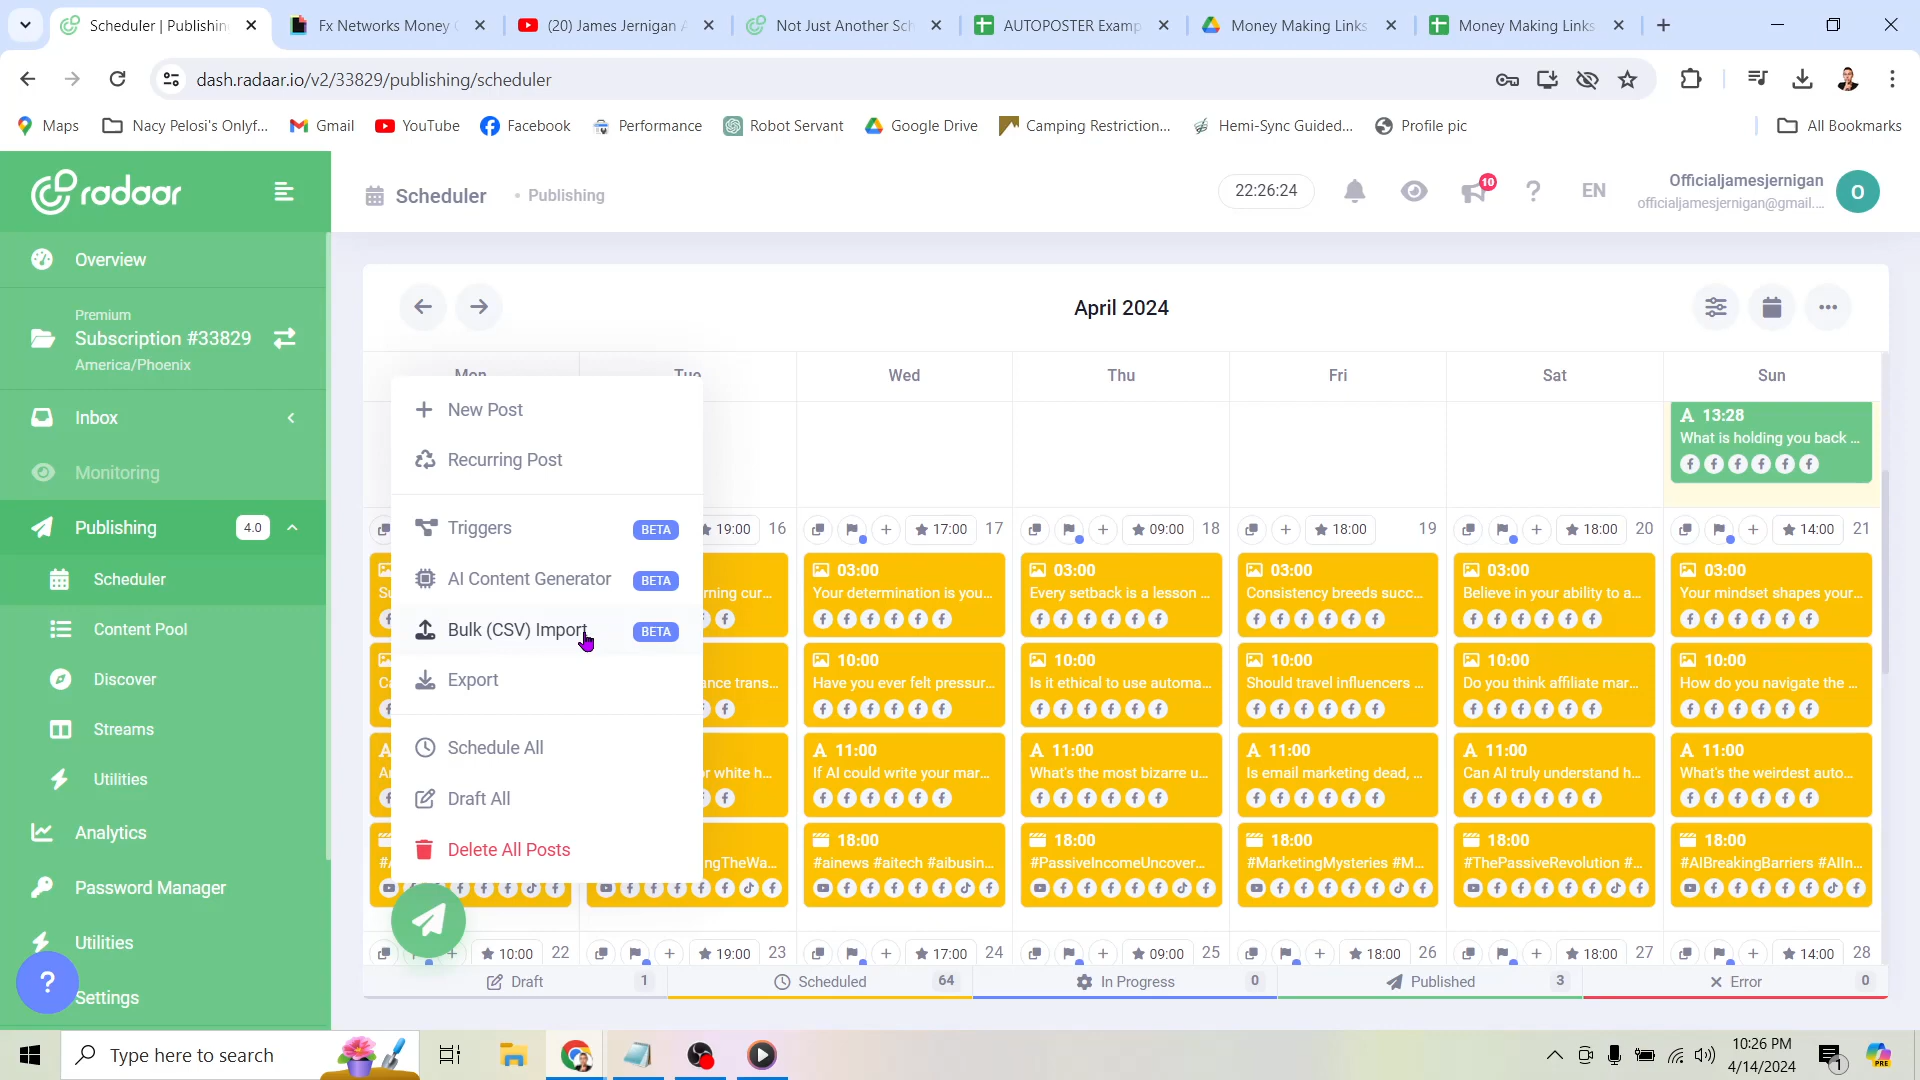 Scheduler | Publishin
Fx Networks Money
(20) James Jernigan A
Not Just Another Sch
AUTOPOSTER Examp
Money Making Links
Money Making Links
dash.radaar.io/v2/33829/publishing/scheduler
Maps
Nacy Pelosi's Onlyf...
Gmail
YouTube
Facebook
Performance
Robot Servant
Google Drive
Camping Restriction...
Hemi-Sync Guided...
Profile pic
All Bookmarks
radaar
Scheduler
Publishing
22:26:24
10
EN
Officialjamesjernigan
officialjamesjernigan@gmail....
O
Overview
Premium
Subscription #33829
America/Phoenix
Inbox
Monitoring
Publishing
4.0
Scheduler
Content Pool
Discover
Streams
Utilities
Analytics
Password Manager
Utilities
Settings
?
April 2024
Wed
Thu
Fri
Sat
Sun
New Post
Recurring Post
Triggers
BETA
AI Content Generator
BETA
Bulk (CSV) Import
BETA
Export
Schedule All
Draft All
Delete All Posts
A 13:28
What is holding you back ...
19:00 16
17:00 17
09:00 18
18:00 19
18:00 20
14:00 21
03:00
Your determination is you...
03:00
Every setback is a lesson ...
03:00
Consistency breeds succ...
03:00
Believe in your ability to a...
03:00
Your mindset shapes your...
10:00
Have you ever felt pressur...
10:00
Is it ethical to use automa...
10:00
Should travel influencers ...
10:00
Do you think affiliate mar...
10:00
How do you navigate the ...
A 11:00
If AI could write your mar...
A 11:00
What's the most bizarre u...
A 11:00
Is email marketing dead, ...
A 11:00
Can AI truly understand h...
A 11:00
What's the weirdest auto...
18:00
#ainews #aitech #aibusin...
18:00
#PassiveIncomeUncover...
18:00
#MarketingMysteries #M...
18:00
#ThePassiveRevolution #...
18:00
#AIBreakingBarriers #AIIn...
10:00 22
19:00 23
17:00 24
09:00 25
18:00 26
18:00 27
14:00 28
Draft 1
Scheduled 64
In Progress 0
Published 3
Error 0
Type here to search
10:26 PM
4/14/2024
1
PRE